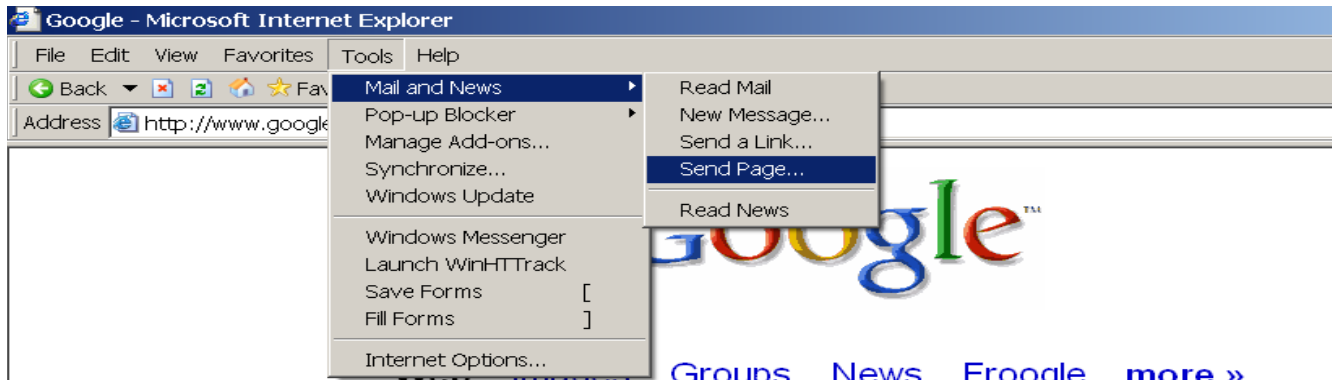 Google - Microsoft Internet Explorer
File Edit View Favorites Tools Help
Back Fav
Address http://www.google
Mail and News
Pop-up Blocker
Manage Add-ons...
Synchronize...
Windows Update
Windows Messenger
Launch WinHTTrack
Save Forms [
Fill Forms ]
Internet Options...
Read Mail
New Message...
Send a Link...
Send Page...
Read News
Google™
Groups News Froogle more »